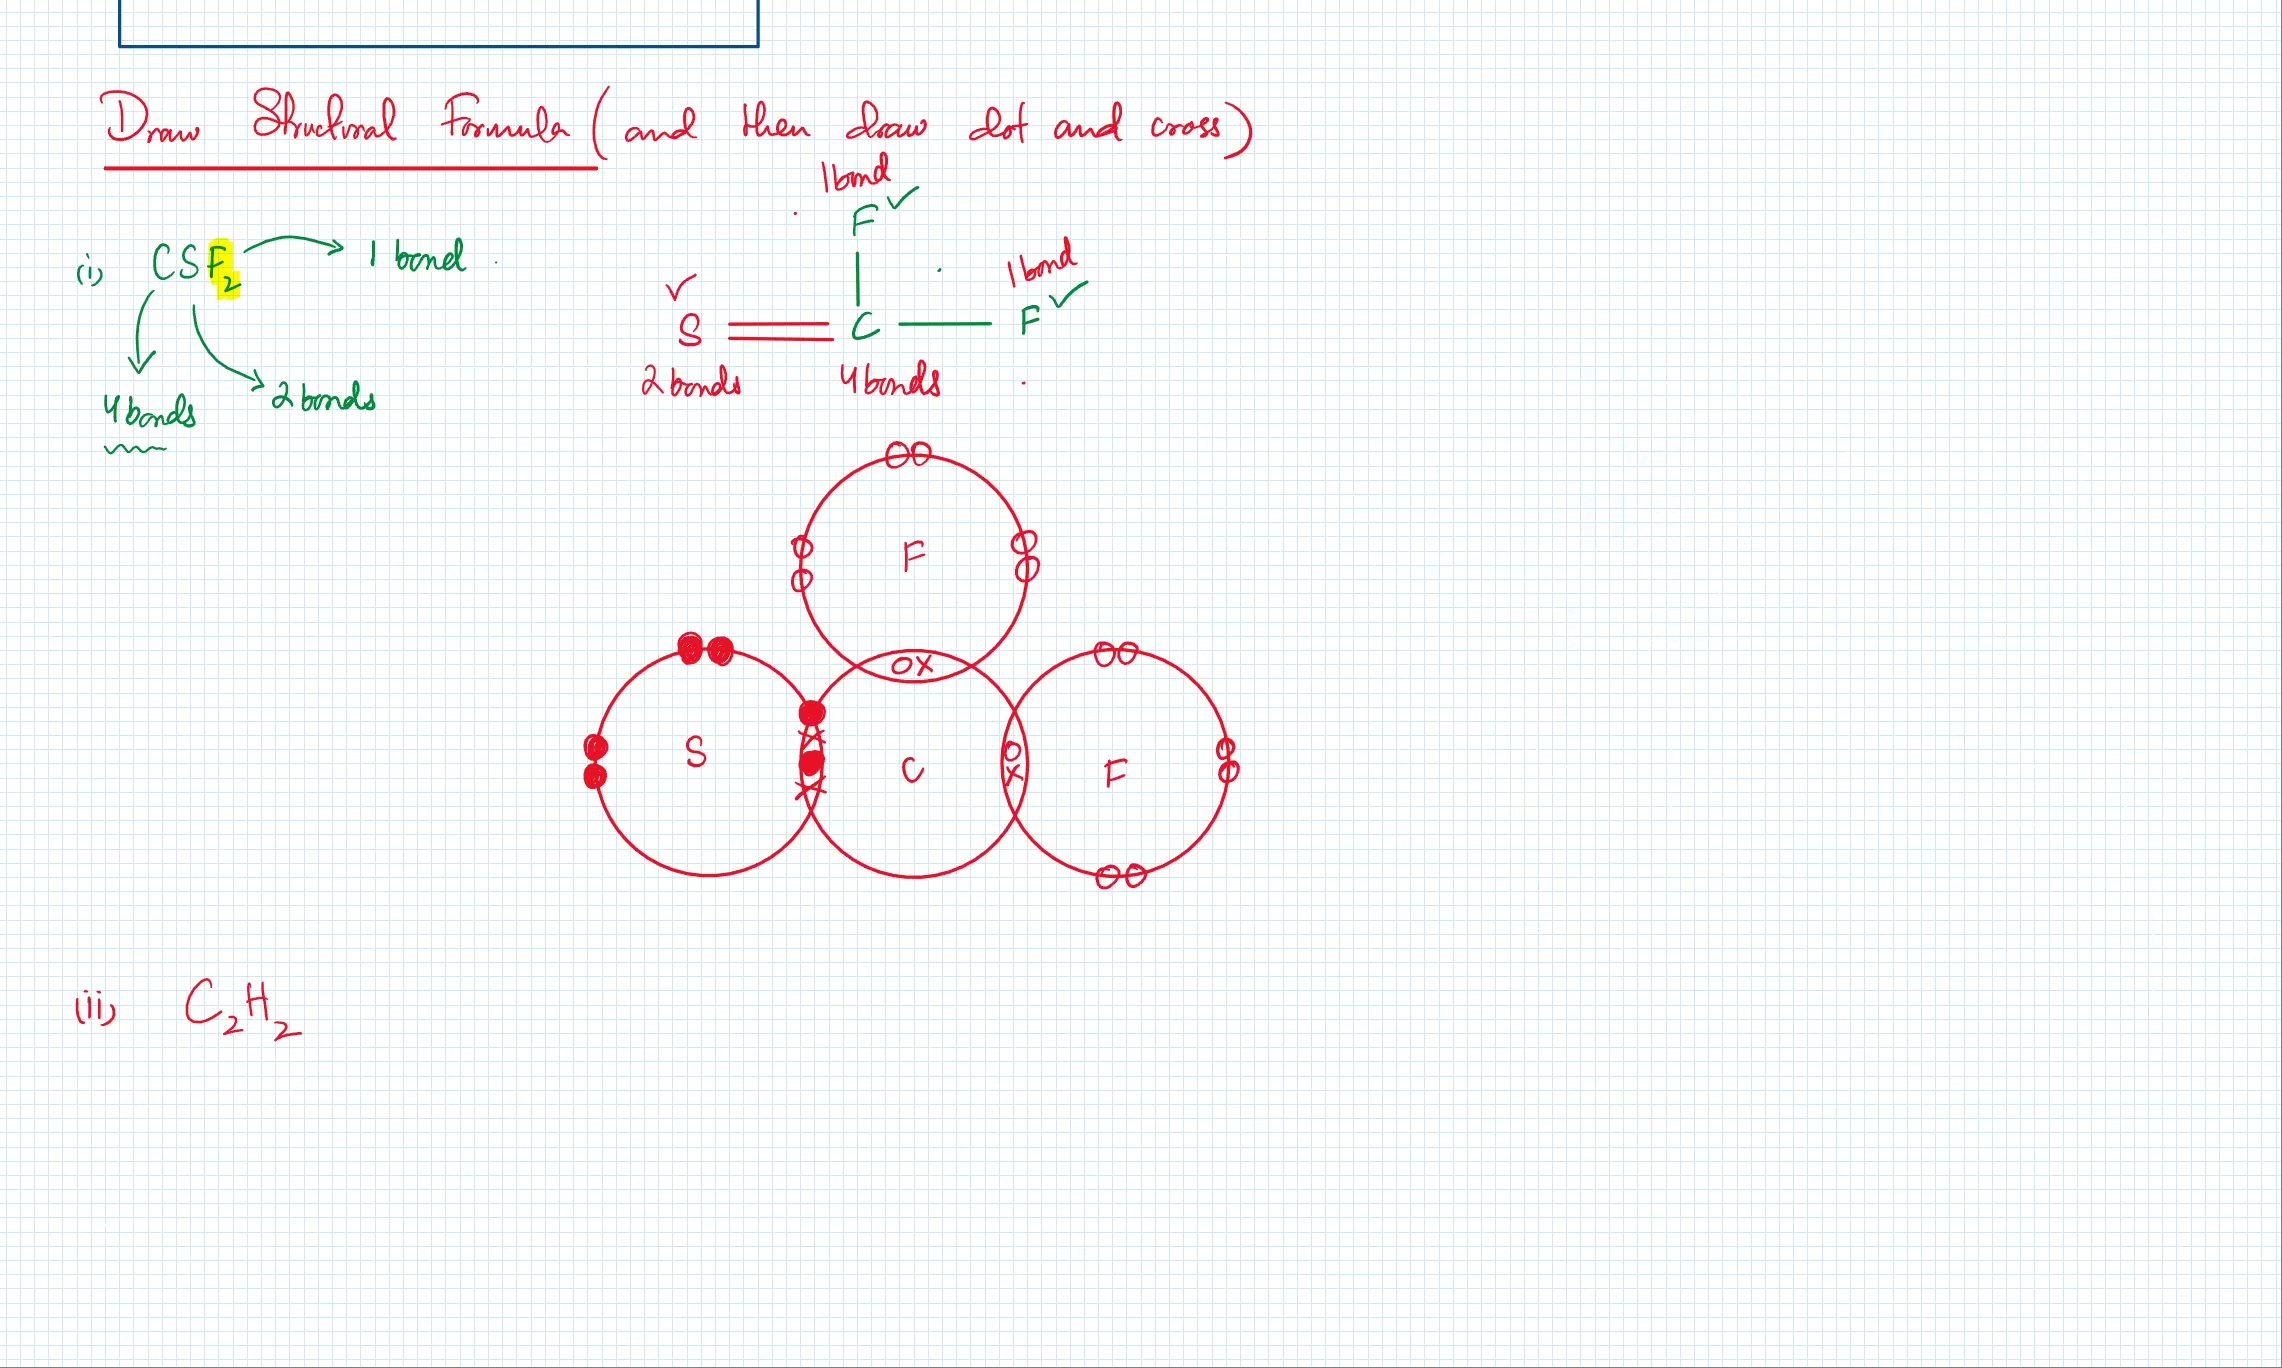 Draw Structural Formula (and then draw dot and cross)
1 bond
F ✓
(i) CSF₂ 1 bond
1 bond
✓
S C F ✓
2 bonds 4 bonds
4 bonds 2 bonds
F
OX
S C F
O
X
(ii) C₂H₂